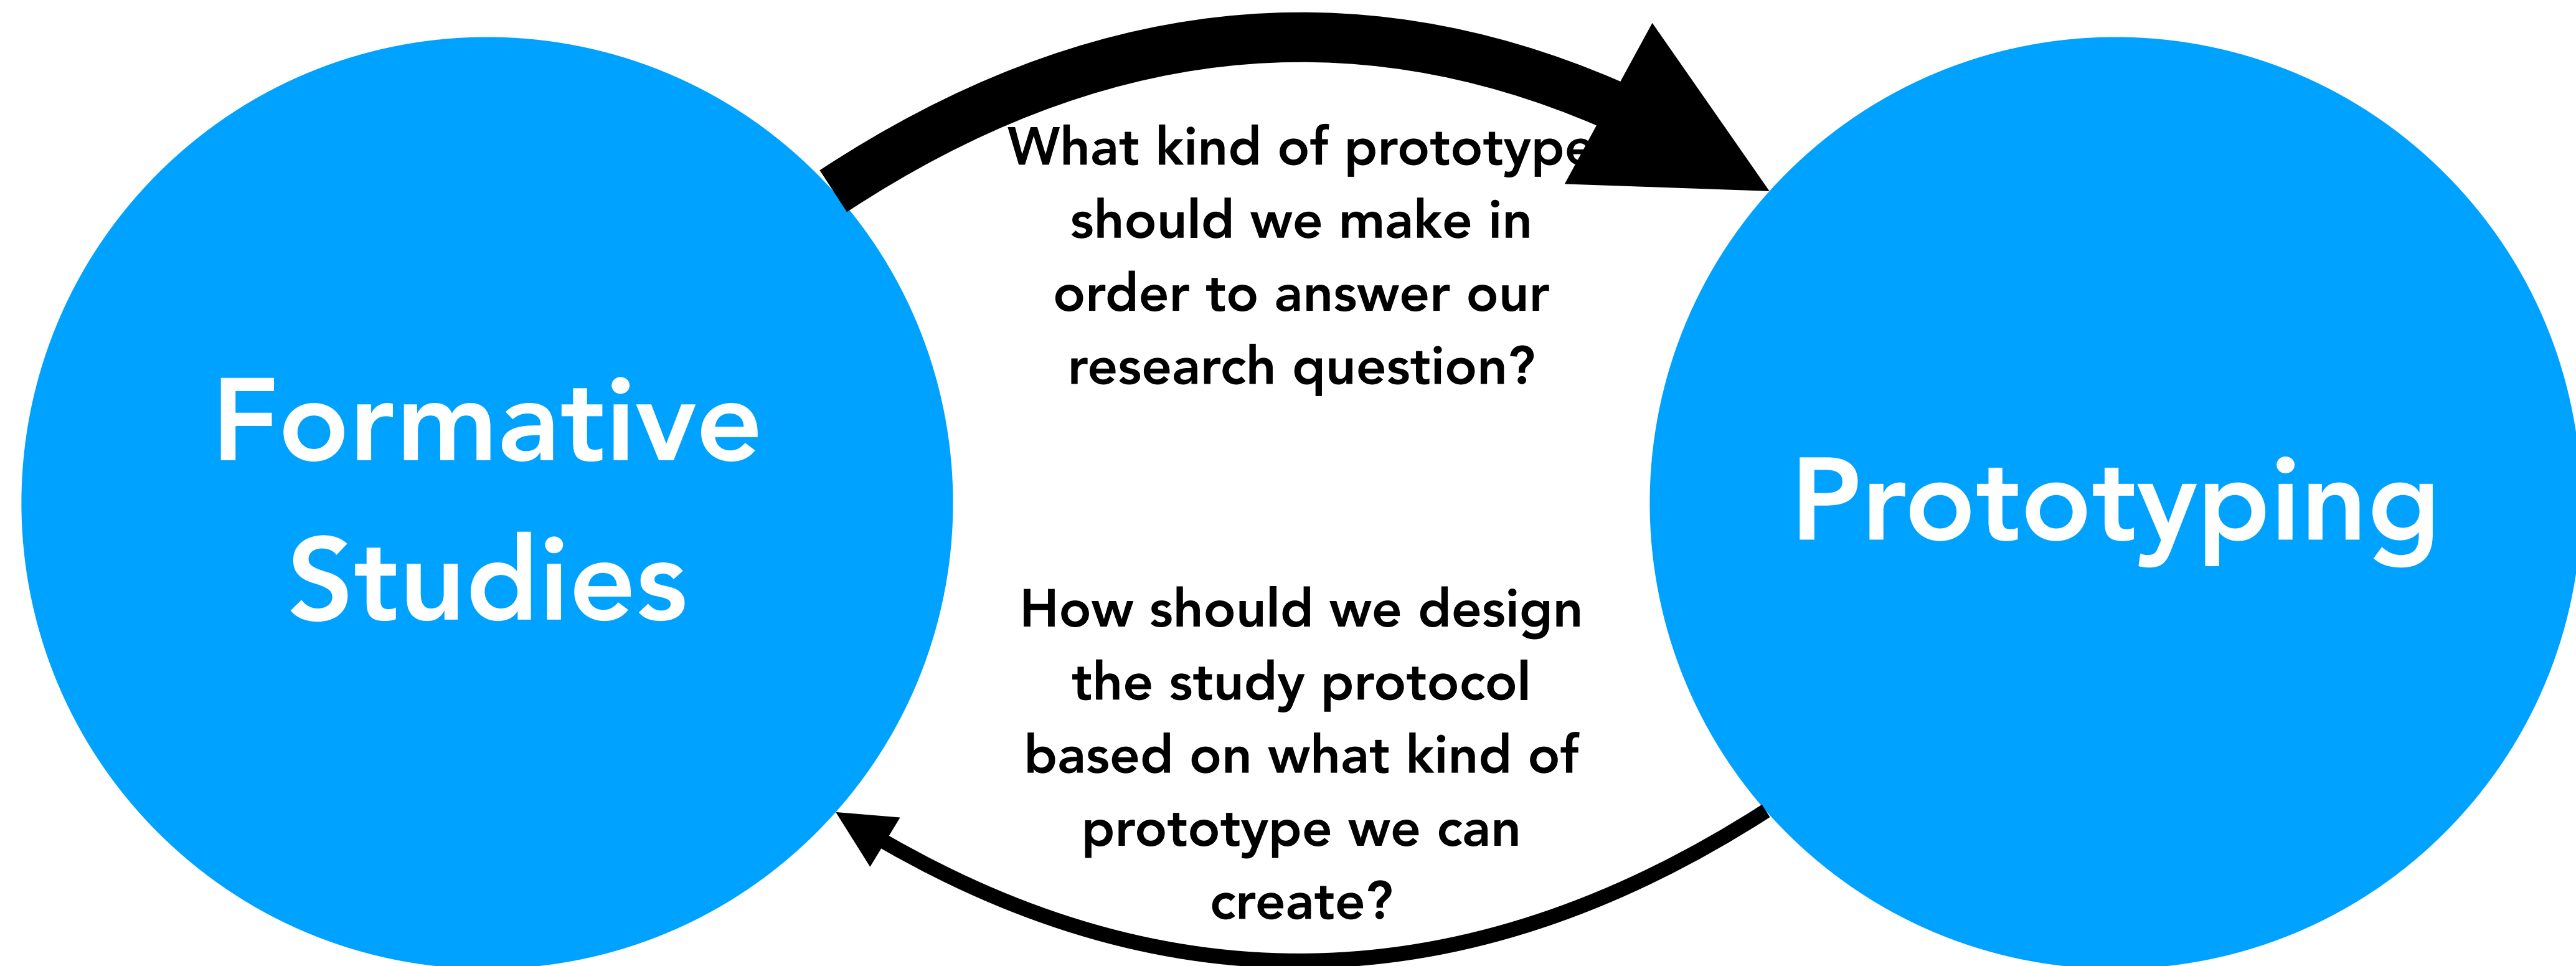 Formative
Studies
What kind of prototype
should we make in
order to answer our
research question?
How should we design
the study protocol
based on what kind of
prototype we can
create?
Prototyping